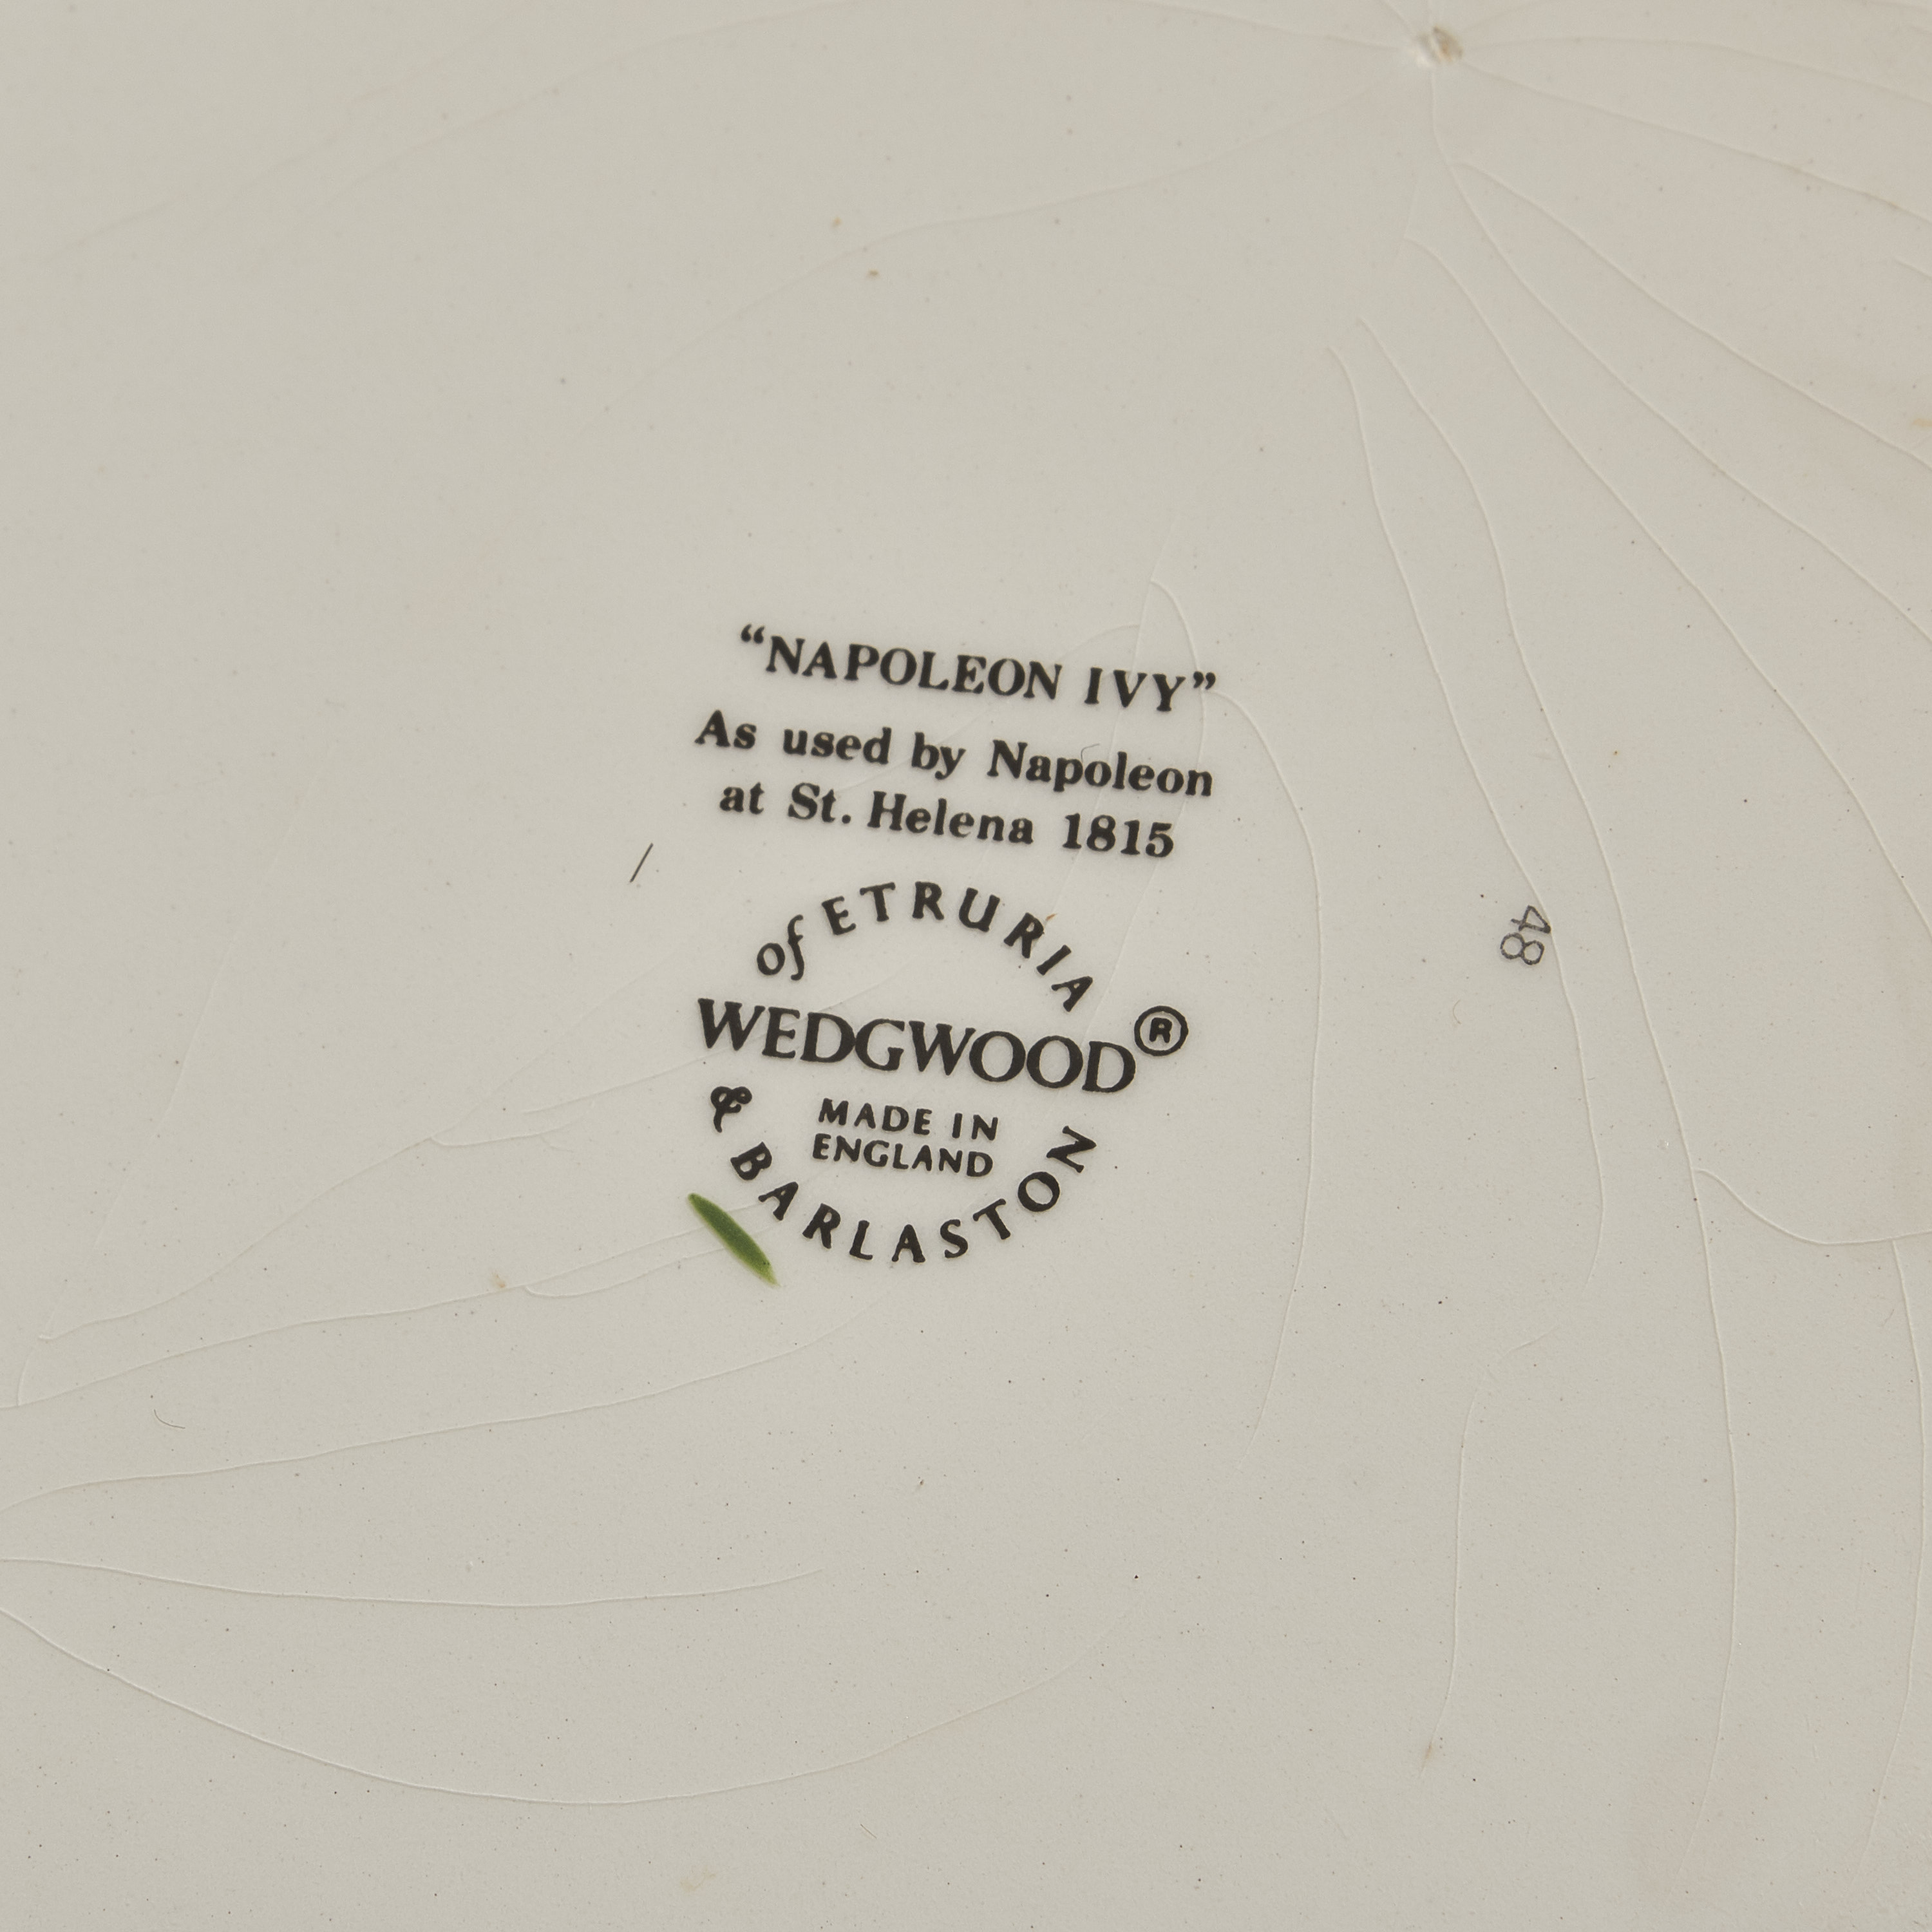 “NAPOLEON IVY”
As used by Napoleon
at St. Helena 1815
of ETRURIA
WEDGWOOD®
MADE IN
ENGLAND
& BARLASTON
48